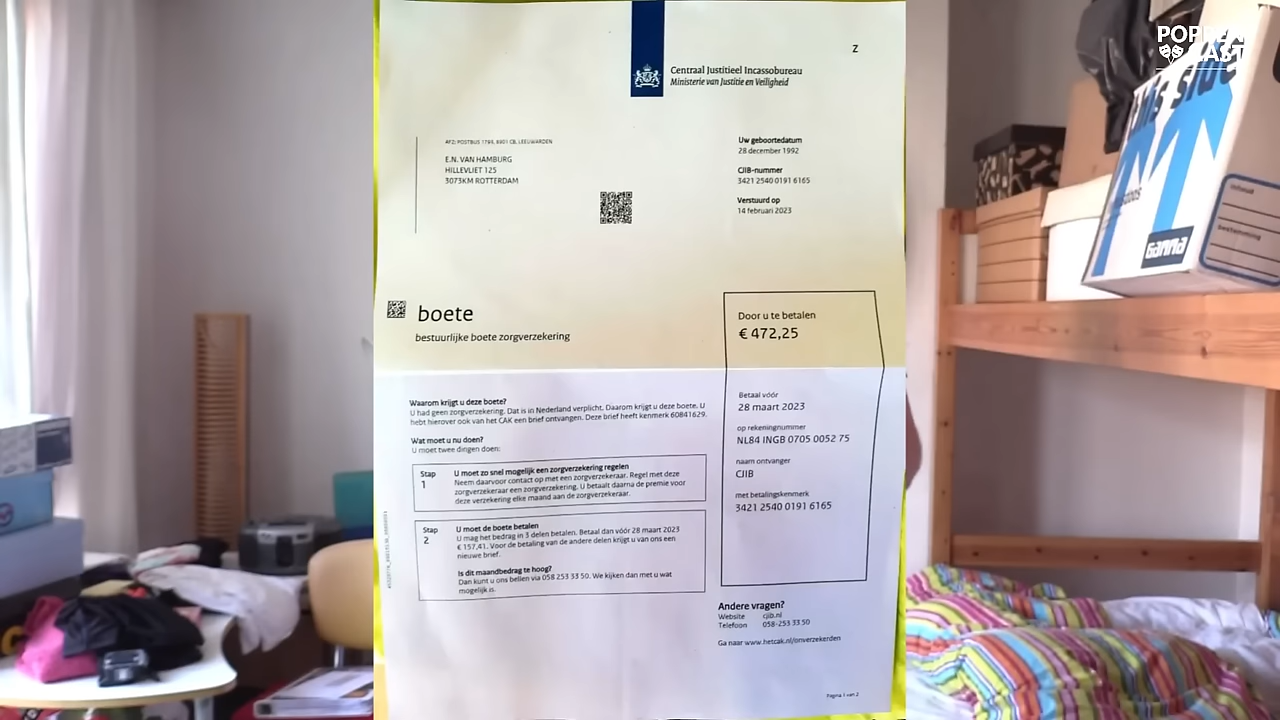 Z
Centraal Justitieel Incassobureau
Ministerie van Justitie en Veiligheid
POSTBUS 1794, 8901 CB, LEEUWARDEN
E.N. VAN HAMBURG
HILLEVLIET 125
3073KM ROTTERDAM
Uw geboortedatum
28 december 1992
CJIB-nummer
3421 2540 0191 6165
Verstuurd op
14 februari 2023
boete
bestuurlijke boete zorgverzekering
Door u te betalen
€ 472,25
Waarom krijgt u deze boete?
U had geen zorgverzekering. Dat is in Nederland verplicht. Daarom krijgt u deze boete. U
hebt hierover ook van het CAK een brief ontvangen. Deze brief heeft kenmerk 60841629.
Wat moet u nu doen?
U moet twee dingen doen:
Stap
1
U moet zo snel mogelijk een zorgverzekering regelen
Neem daarvoor contact op met een zorgverzekeraar. Regel met deze
zorgverzekeraar een zorgverzekering. U betaalt daarna de premie voor
deze verzekering elke maand aan de zorgverzekeraar.
Stap
2
U moet de boete betalen
U mag het bedrag in 3 delen betalen. Betaal dan vóór 28 maart 2023
€ 157,41. Voor de betaling van de andere delen krijgt u van ons een
nieuwe brief.
Is dit maandbedrag te hoog?
Dan kunt u ons bellen via 058 253 33 50. We kijken dan met u wat
mogelijk is.
Betaal vóór
28 maart 2023
op rekeningnummer
NL84 INGB 0705 0052 75
naam ontvanger
CJIB
met betalingskenmerk
3421 2540 0191 6165
Andere vragen?
Website cjib.nl
Telefoon 058-253 33 50
Ga naar www.hetcak.nl/onverzekerden
Pagina 1 van 2
this side
GAMMA
Inhoud
Bestemming